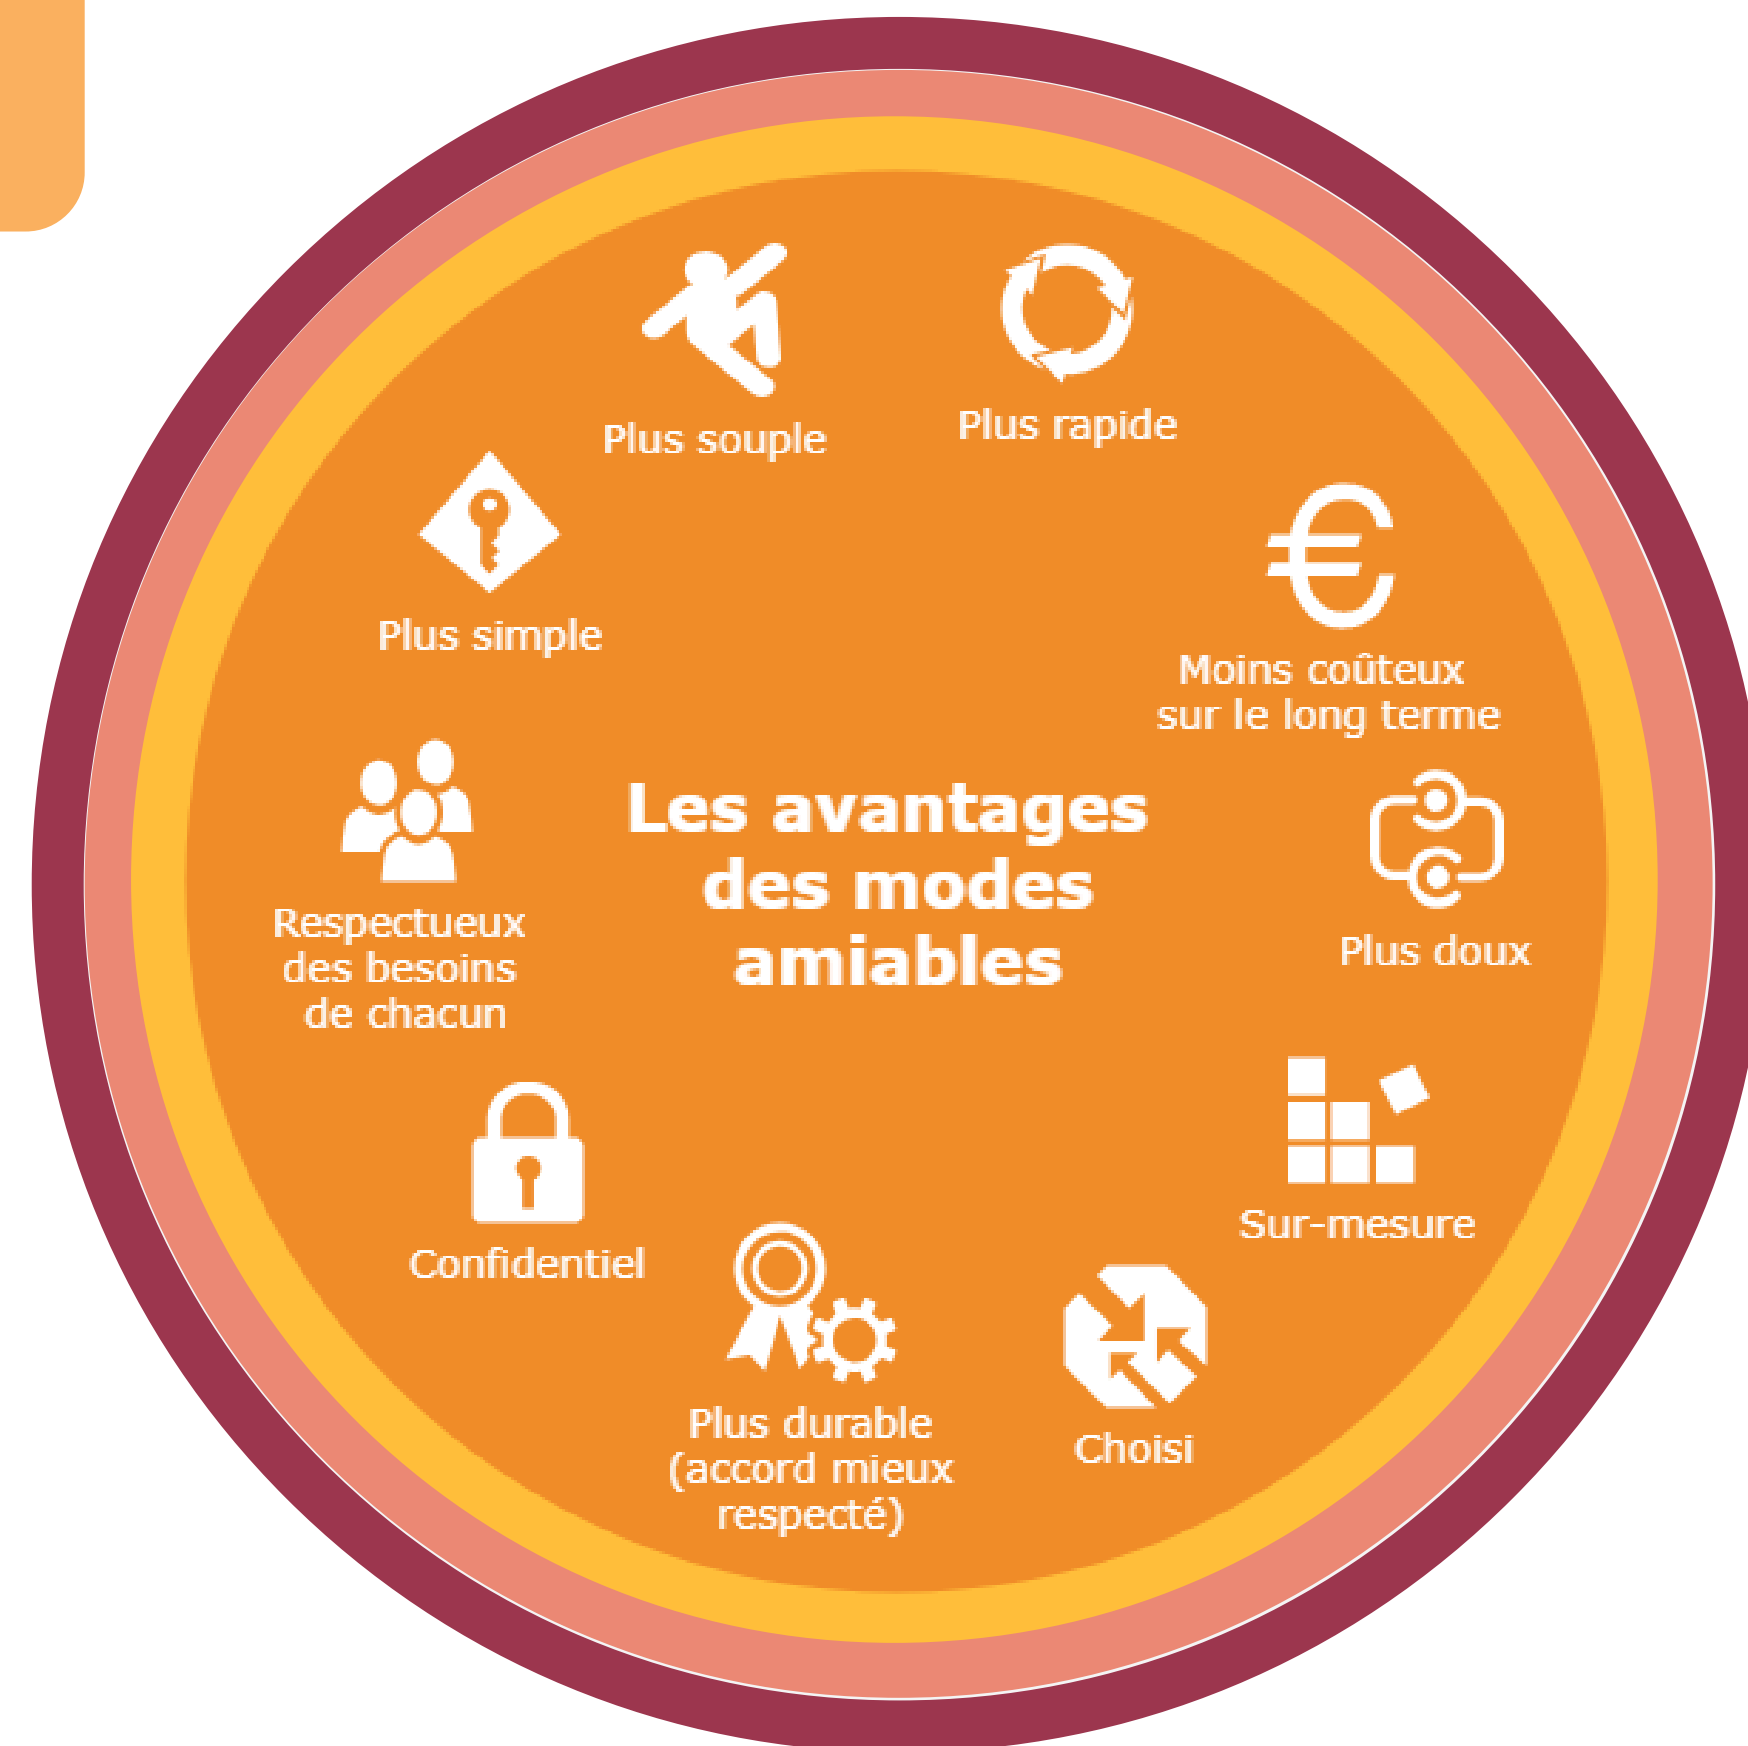 Plus souple
Plus rapide
Plus simple
Moins coûteux
sur le long terme
Les avantages
des modes
amiables
Respectueux
des besoins
de chacun
Plus doux
Sur-mesure
Confidentiel
Plus durable
(accord mieux
respecté)
Choisi